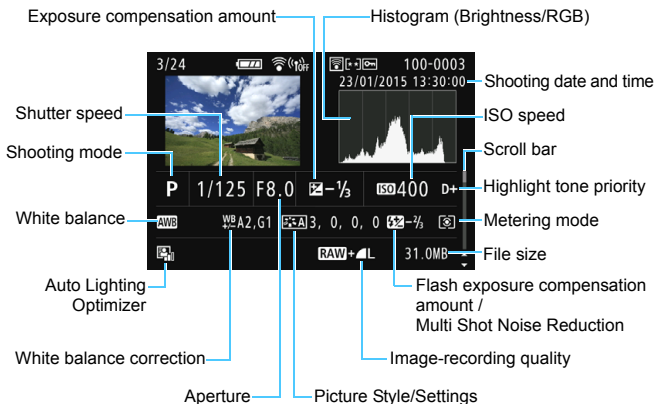 Exposure compensation amount
Histogram (Brightness/RGB)
3/24
OFF
100-0003
23/01/2015 13:30:00
Shooting date and time
Shutter speed
ISO speed
Shooting mode
Scroll bar
P 1/125 F8.0 -1/3 ISO 400 D+
Highlight tone priority
White balance
AWB WB +/- A2,G1 A 3, 0, 0, 0 -2/3
Metering mode
RAW + L 31.0MB
File size
Auto Lighting
Optimizer
Flash exposure compensation
amount /
Multi Shot Noise Reduction
White balance correction
Image-recording quality
Aperture
Picture Style/Settings